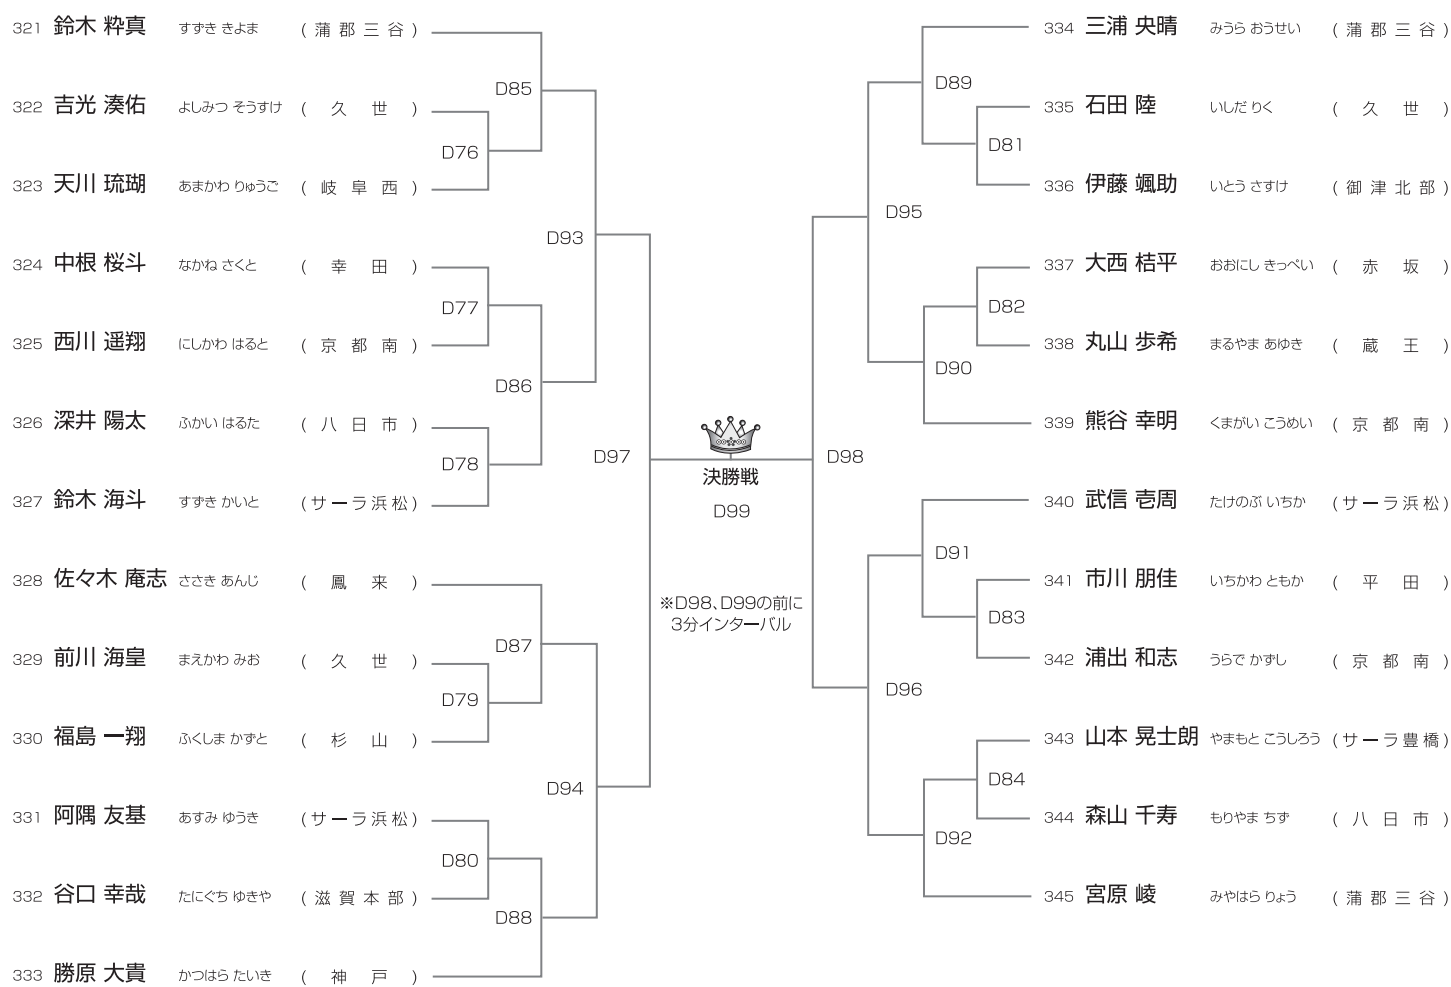 321 鈴木 粋真 すずき きよま (蒲郡三谷)
D85
322 吉光 湊佑 よしみつ そうすけ (久世)
D76
323 天川 琉瑚 あまかわ りゅうご (岐阜西)
D93
324 中根 桜斗 なかね さくと (幸田)
D77
325 西川 遥翔 にしかわ はると (京都南)
D86
326 深井 陽太 ふかい はるた (八日市)
D78
327 鈴木 海斗 すずき かいと (サーラ浜松)
D97
328 佐々木 庵志 ささき あんじ (鳳来)
D87
329 前川 海皇 まえかわ みお (久世)
D79
330 福島 一翔 ふくしま かずと (杉山)
D94
331 阿隅 友基 あすみ ゆうき (サーラ浜松)
D80
332 谷口 幸哉 たにぐち ゆきや (滋賀本部)
D88
333 勝原 大貴 かつはら たいき (神戸)
決勝戦
D99
※D98、D99の前に
3分インターバル
334 三浦 央晴 みうら おうせい (蒲郡三谷)
D89
335 石田 陸 いしだ りく (久世)
D81
336 伊藤 颯助 いとう さすけ (御津北部)
D95
337 大西 桔平 おおにし きっぺい (赤坂)
D82
338 丸山 歩希 まるやま あゆき (蔵王)
D90
339 熊谷 幸明 くまがい こうめい (京都南)
D98
340 武信 壱周 たけのぶ いちか (サーラ浜松)
D91
341 市川 朋佳 いちかわ ともか (平田)
D83
342 浦出 和志 うらで かずし (京都南)
D96
343 山本 晃士朗 やまもと こうしろう (サーラ豊橋)
D84
344 森山 千寿 もりやま ちず (八日市)
D92
345 宮原 崚 みやはら りょう (蒲郡三谷)